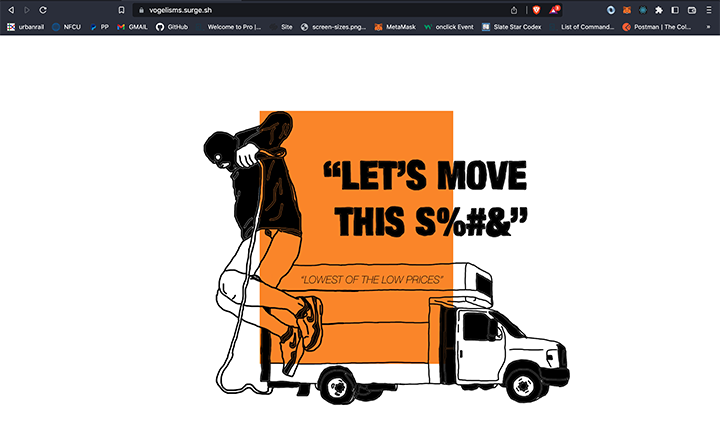 vogelisms.surge.sh
urbanrail NFCU PP GMAIL GitHub Welcome to Pro |... Site screen-sizes.png... MetaMask onclick Event Slate Star Codex List of Command... Postman | The Col...
“LET’S MOVE
THIS S%#&”
“LOWEST OF THE LOW PRICES”